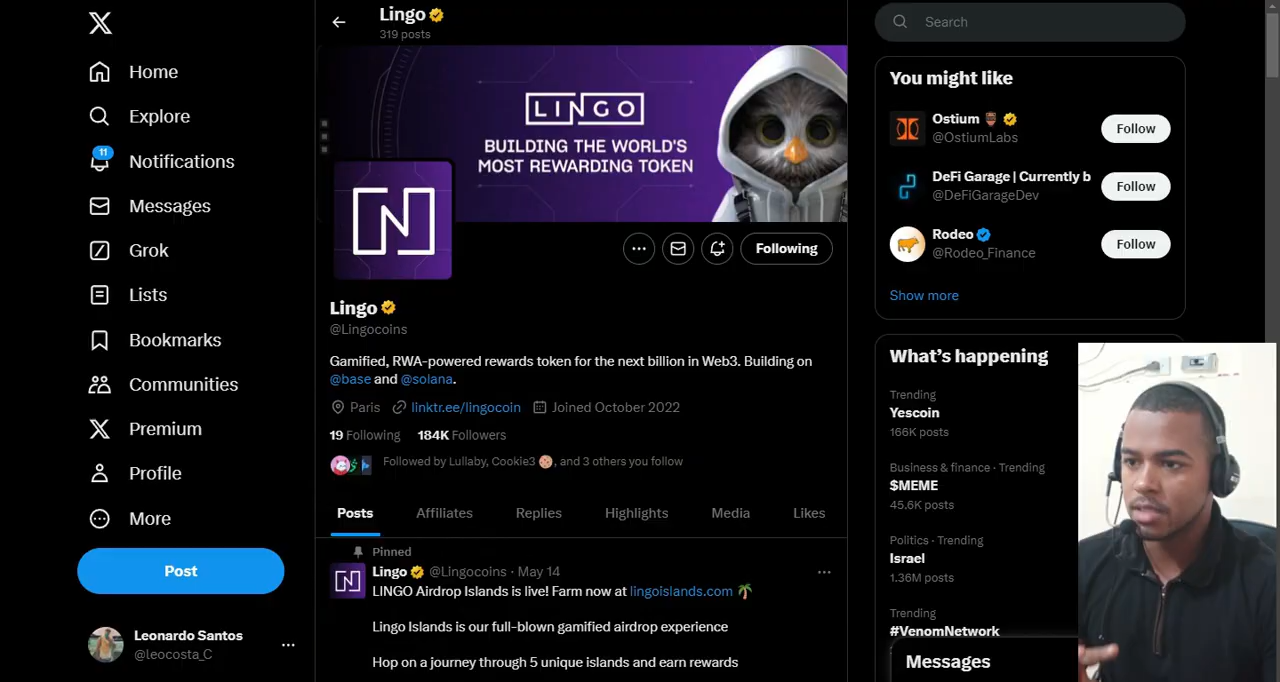 Home
Explore
11
Notifications
Messages
Grok
Lists
Bookmarks
Communities
Premium
Profile
More
Post
Leonardo Santos
@leocosta_C
Lingo
319 posts
LINGO
BUILDING THE WORLD'S
MOST REWARDING TOKEN
N
Following
Lingo
@Lingocoins
Gamified, RWA-powered rewards token for the next billion in Web3. Building on
@base and @solana.
Paris linktr.ee/lingocoin Joined October 2022
19 Following 184K Followers
Followed by Lullaby, Cookie3 🍪, and 3 others you follow
Posts Affiliates Replies Highlights Media Likes
Pinned
N
Lingo @Lingocoins · May 14
LINGO Airdrop Islands is live! Farm now at lingoislands.com 🌴
Lingo Islands is our full-blown gamified airdrop experience
Hop on a journey through 5 unique islands and earn rewards
Search
You might like
Ostium
@OstiumLabs
Follow
DeFi Garage | Currently b
@DeFiGarageDev
Follow
Rodeo
@Rodeo_Finance
Follow
Show more
What's happening
Trending
Yescoin
166K posts
Business & finance · Trending
$MEME
45.6K posts
Politics · Trending
Israel
1.36M posts
Trending
#VenomNetwork
Messages